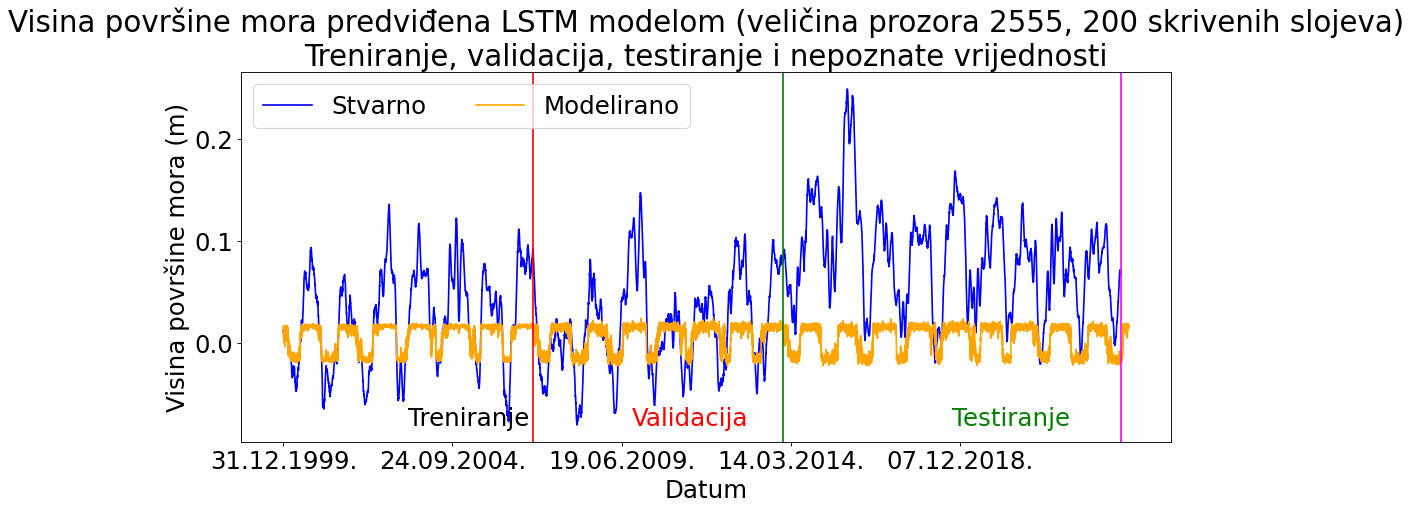 Visina površine mora predviđena LSTM modelom (veličina prozora 2555, 200 skrivenih slojeva)
Treniranje, validacija, testiranje i nepoznate vrijednosti
Stvarno
Modelirano
Visina površine mora (m)
0.2
0.1
0.0
Treniranje
Validacija
Testiranje
31.12.1999.
24.09.2004.
19.06.2009.
14.03.2014.
07.12.2018.
Datum